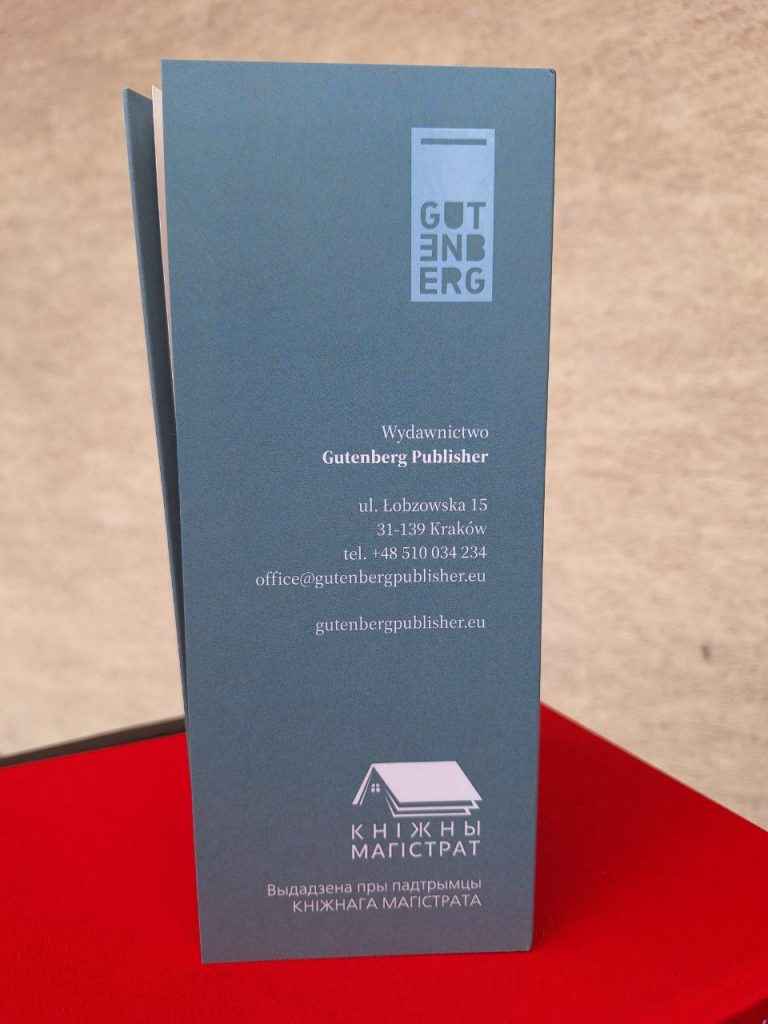 GUT
ƎNB
ERG
Wydawnictwo
Gutenberg Publisher
ul. Łobzowska 15
31-139 Kraków
tel. +48 510 034 234
office@gutenbergpublisher.eu
gutenbergpublisher.eu
КНІЖНЫ
МАГІСТРАТ
Выдадзена пры падтрымцы
КНІЖНАГА МАГІСТРАТА